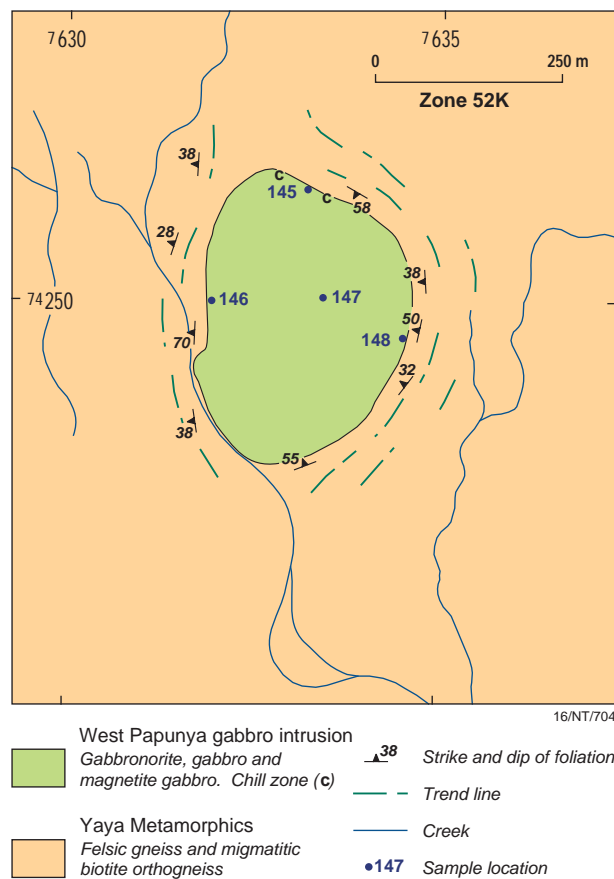 7630
7635
0 250 m
Zone 52K
38
C
145
C
58
28
38
74250
146
147
50
148
70
32
38
55
16/NT/704
West Papunya gabbro intrusion
Gabbronorite, gabbro and
magnetite gabbro. Chill zone (C)
Yaya Metamorphics
Felsic gneiss and migmatitic
biotite orthogneiss
38 Strike and dip of foliation
Trend line
Creek
147 Sample location